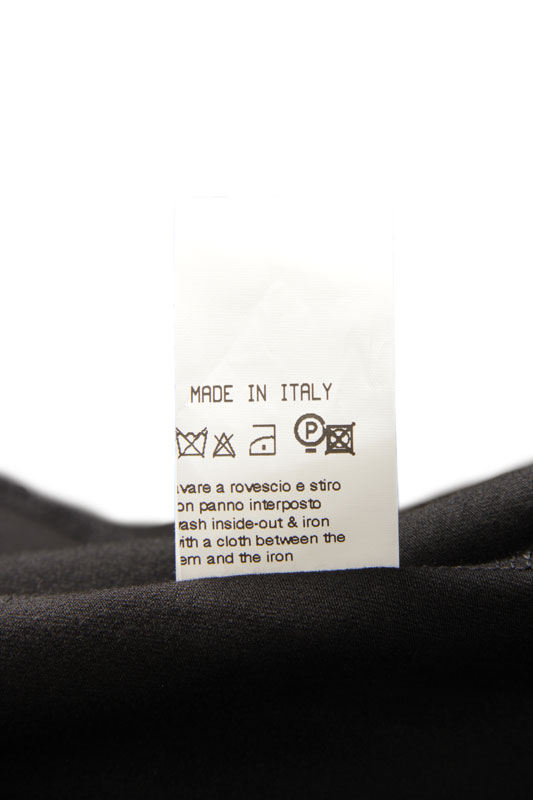 MADE IN ITALY
P
avare a rovescio e stiro
on panno interposto
wash inside-out & iron
with a cloth between the
em and the iron